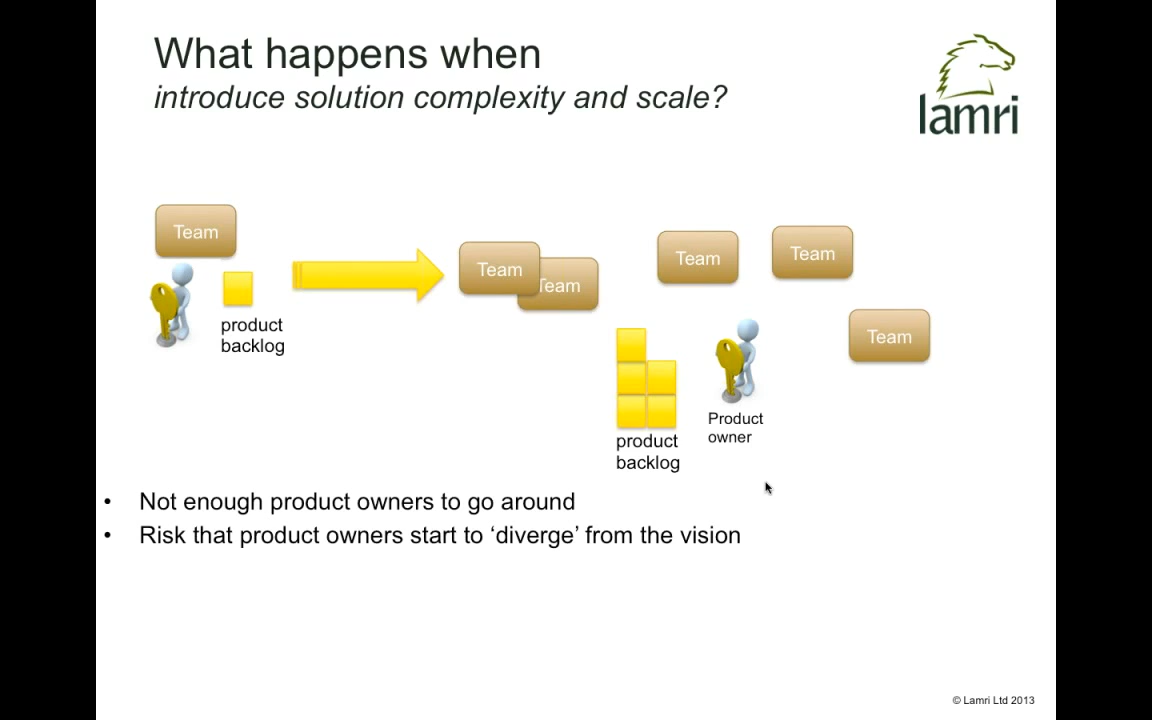 What happens when
introduce solution complexity and scale?
lamri
Team
product
backlog
Team
Team
Team
Team
Team
product
backlog
Product
owner
• Not enough product owners to go around
• Risk that product owners start to ‘diverge’ from the vision
© Lamri Ltd 2013